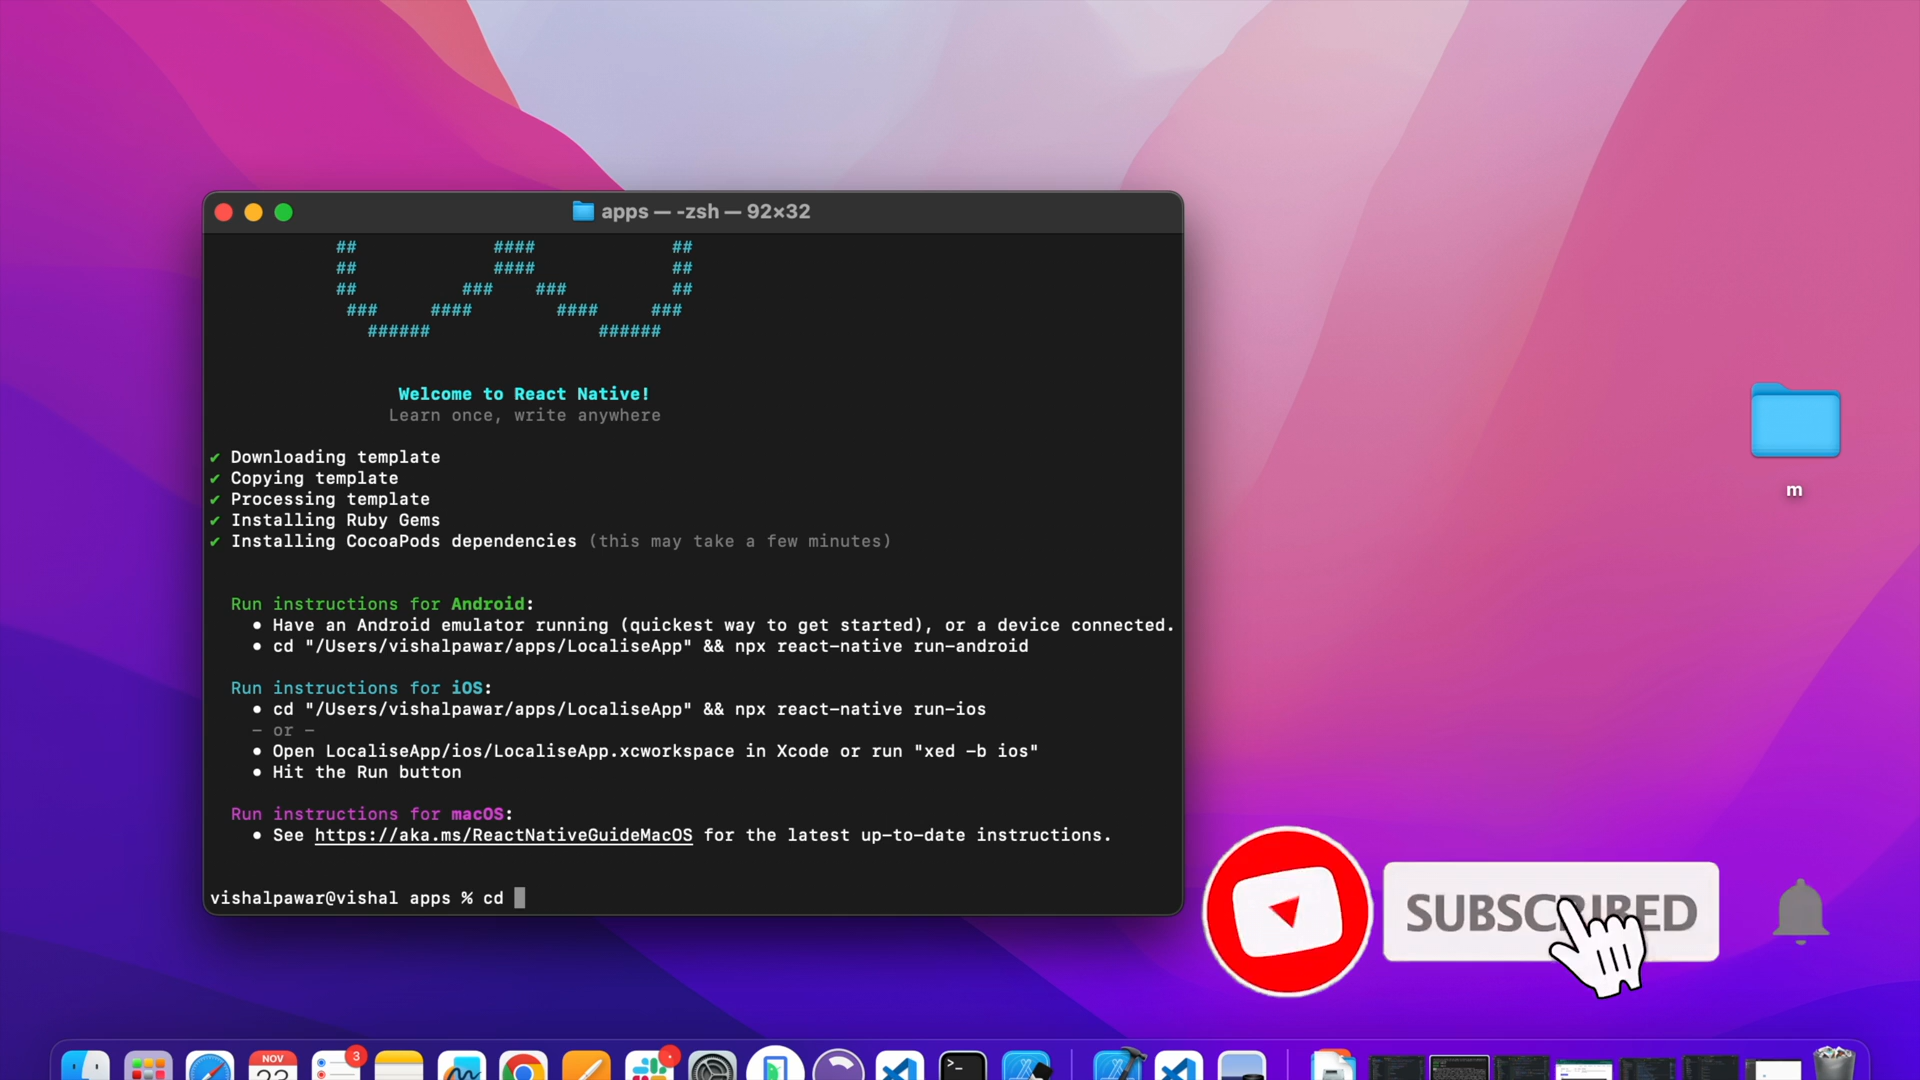 apps — -zsh — 92×32
## #### ##
## #### ##
## ### ### ##
### #### #### ###
###### ######
Welcome to React Native!
Learn once, write anywhere
✔ Downloading template
✔ Copying template
✔ Processing template
✔ Installing Ruby Gems
✔ Installing CocoaPods dependencies (this may take a few minutes)
Run instructions for Android:
• Have an Android emulator running (quickest way to get started), or a device connected.
• cd "/Users/vishalpawar/apps/LocaliseApp" && npx react-native run-android
Run instructions for iOS:
• cd "/Users/vishalpawar/apps/LocaliseApp" && npx react-native run-ios
- or -
• Open LocaliseApp/ios/LocaliseApp.xcworkspace in Xcode or run "xed -b ios"
• Hit the Run button
Run instructions for macOS:
• See https://aka.ms/ReactNativeGuideMacOS for the latest up-to-date instructions.
vishalpawar@vishal apps % cd
m
SUBSCRIBED
NOV
3